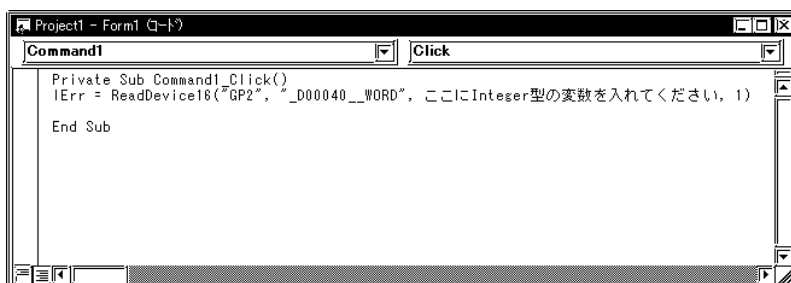 Project1 - Form1 (コード)
Command1 Click
Private Sub Command1_Click()
lErr = ReadDevice16("GP2", "_D00040__WORD", ここにInteger型の変数を入れてください, 1)
End Sub